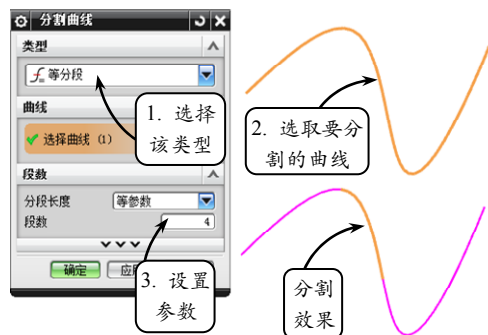 分割曲线
类型
等分段
曲线
1. 选择
该类型
选择曲线 (1)
段数
分段长度
等参数
段数
4
确定
3. 设置
参数
2. 选取要分
割的曲线
分割
效果